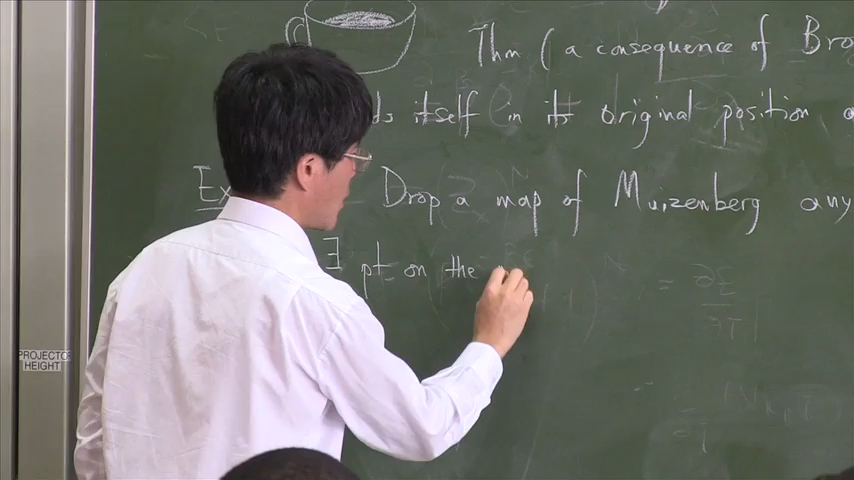 Thm ( a consequence of Bro
ds itself in its original position,
Ex Drop a map of Muizenberg any
∃ pt on the
PROJECTOR
HEIGHT